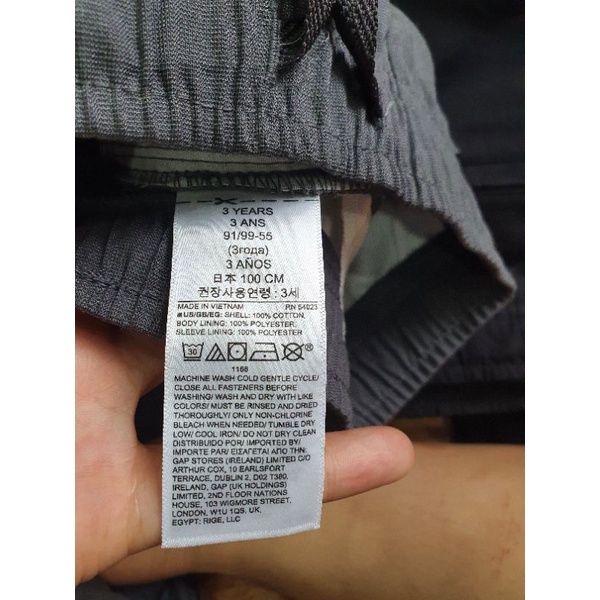 3 YEARS
3 ANS
91/99-55
(3года)
3 AÑOS
日本 100 CM
권장사용연령 : 3세
MADE IN VIETNAM RN 54023
#US/GB/EG: SHELL: 100% COTTON.
BODY LINING: 100% POLYESTER.
SLEEVE LINING: 100% POLYESTER.
30
1166
MACHINE WASH COLD GENTLE CYCLE/
CLOSE ALL FASTENERS BEFORE
WASHING/ WASH AND DRY WITH LIKE
COLORS/ MUST BE RINSED AND DRIED
THOROUGHLY/ ONLY NON-CHLORINE
BLEACH WHEN NEEDED/ TUMBLE DRY
LOW/ COOL IRON/ DO NOT DRY CLEAN
DISTRIBUIDO POR/ IMPORTED BY/
IMPORTE PAR/ ΕΙΣΑΓΕΤΑΙ ΑΠΟ ΤΗΝ:
GAP STORES (IRELAND) LIMITED C/O
ARTHUR COX, 10 EARLSFORT
TERRACE, DUBLIN 2, D02 T380,
IRELAND, GAP (UK HOLDINGS)
LIMITED, 2ND FLOOR NATIONS
HOUSE, 103 WIGMORE STREET,
LONDON, W1U 1QS, UK.
EGYPT: RIGE, LLC